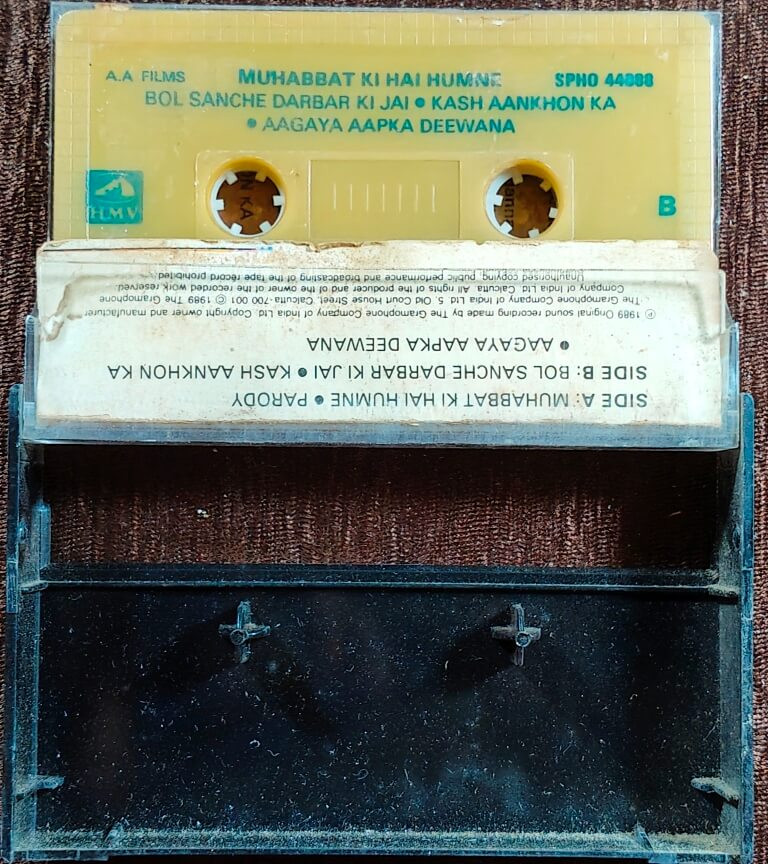 A.A FILMS MUHABBAT KI HAI HUMNE SPHO 44888
BOL SANCHE DARBAR KI JAI • KASH AANKHON KA
• AAGAYA AAPKA DEEWANA
H.M.V
B
SIDE A: MUHABBAT KI HAI HUMNE • PARODY
SIDE B: BOL SANCHE DARBAR KI JAI • KASH AANKHON KA
• AAGAYA AAPKA DEEWANA
℗ 1989 Original sound recording made by The Gramophone Company of India Ltd. Copyright owner and manufacturer
The Gramophone Company of India Ltd. 5, Old Court House Street, Calcutta-700 001 © 1989 The Gramophone
Company of India Ltd. Calcutta. All rights of the producer and of the owner of the recorded work reserved.
Unauthorised copying, public performance and broadcasting of the tape record prohibited.